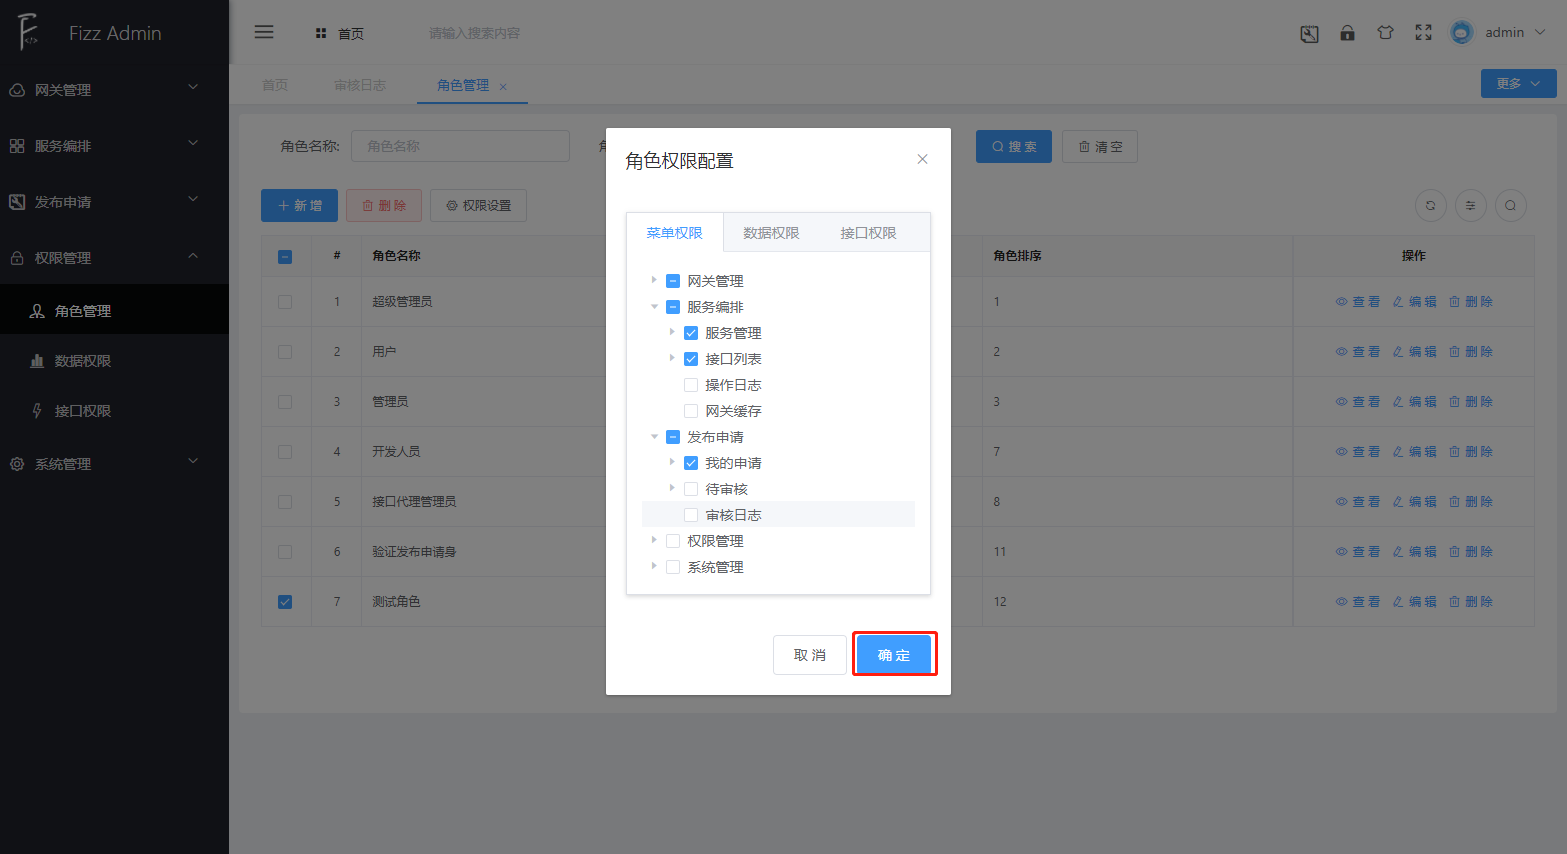 Fizz Admin
首页
请输入搜索内容
admin
网关管理
服务编排
发布申请
权限管理
角色管理
数据权限
接口权限
系统管理
首页
审核日志
角色管理
更多
角色名称:
角色名称
搜 索
清 空
新 增
删 除
权限设置
# 角色名称 角色排序 操作
1 超级管理员 1 查 看 编 辑 删 除
2 用户 2 查 看 编 辑 删 除
3 管理员 3 查 看 编 辑 删 除
4 开发人员 7 查 看 编 辑 删 除
5 接口代理管理员 8 查 看 编 辑 删 除
6 验证发布申请身 11 查 看 编 辑 删 除
7 测试角色 12 查 看 编 辑 删 除
角色权限配置
菜单权限 数据权限 接口权限
网关管理
服务编排
服务管理
接口列表
操作日志
网关缓存
发布申请
我的申请
待审核
审核日志
权限管理
系统管理
取 消
确 定